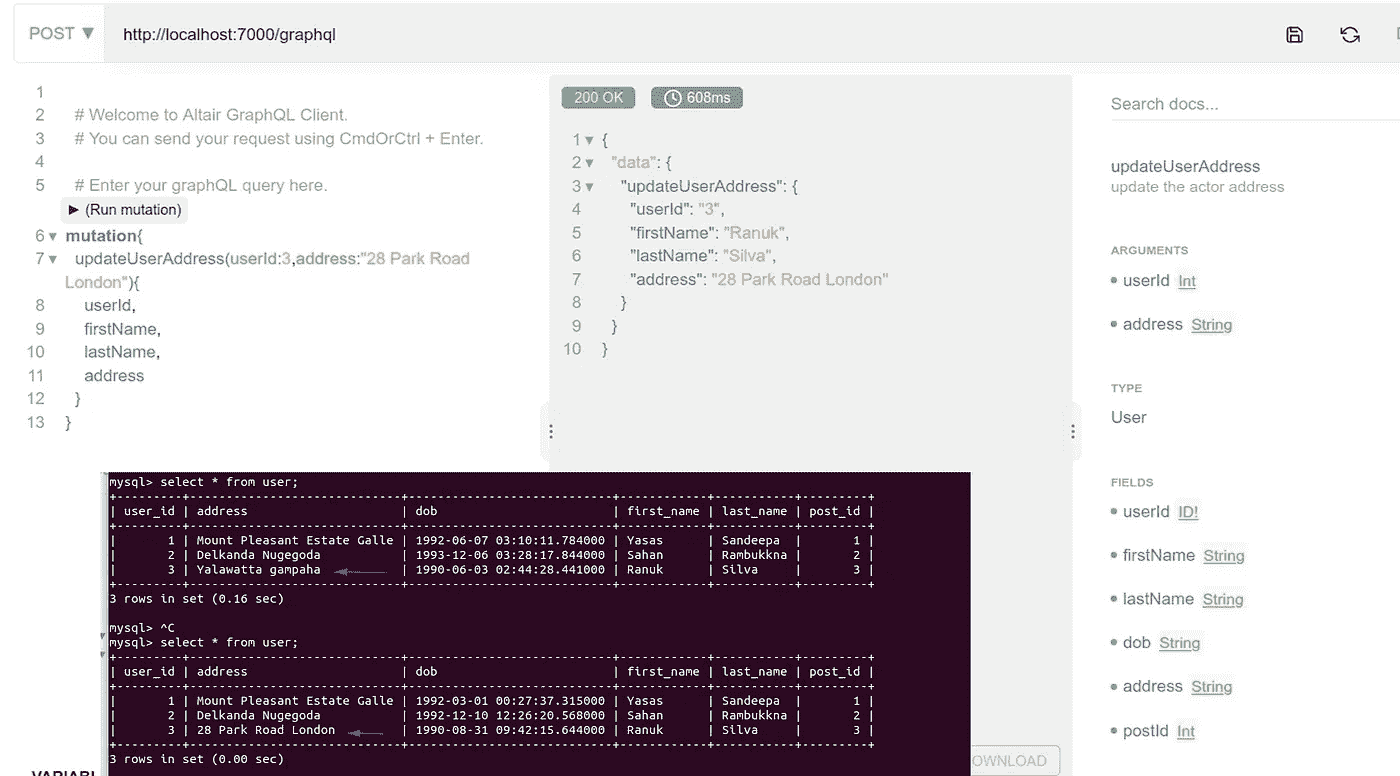 POST ▼ http://localhost:7000/graphql
1
2 # Welcome to Altair GraphQL Client.
3 # You can send your request using CmdOrCtrl + Enter.
4
5 # Enter your graphQL query here.
▶ (Run mutation)
6 ▼ mutation{
7 ▼ updateUserAddress(userId:3,address:"28 Park Road
London"){
8 userId,
9 firstName,
10 lastName,
11 address
12 }
13 }
200 OK 608ms
1 ▼ {
2 ▼ "data": {
3 ▼ "updateUserAddress": {
4 "userId": "3",
5 "firstName": "Ranuk",
6 "lastName": "Silva",
7 "address": "28 Park Road London"
8 }
9 }
10 }
Search docs...
updateUserAddress
update the actor address
ARGUMENTS
userId Int
address String
TYPE
User
FIELDS
userId ID!
firstName String
lastName String
dob String
address String
postId Int
mysql> select * from user;
+---------+-----------------------------+----------------------------+------------+-----------+---------+
| user_id | address | dob | first_name | last_name | post_id |
+---------+-----------------------------+----------------------------+------------+-----------+---------+
| 1 | Mount Pleasant Estate Galle | 1992-06-07 03:10:11.784000 | Yasas | Sandeepa | 1 |
| 2 | Delkanda Nugegoda | 1993-12-06 03:28:17.844000 | Sahan | Rambukkna | 2 |
| 3 | Yalawatta gampaha | 1990-06-03 02:44:28.441000 | Ranuk | Silva | 3 |
+---------+-----------------------------+----------------------------+------------+-----------+---------+
3 rows in set (0.16 sec)
mysql> ^C
mysql> select * from user;
+---------+-----------------------------+----------------------------+------------+-----------+---------+
| user_id | address | dob | first_name | last_name | post_id |
+---------+-----------------------------+----------------------------+------------+-----------+---------+
| 1 | Mount Pleasant Estate Galle | 1992-03-01 00:27:37.315000 | Yasas | Sandeepa | 1 |
| 2 | Delkanda Nugegoda | 1992-12-10 12:26:20.568000 | Sahan | Rambukkna | 2 |
| 3 | 28 Park Road London | 1990-08-31 09:42:15.644000 | Ranuk | Silva | 3 |
+---------+-----------------------------+----------------------------+------------+-----------+---------+
3 rows in set (0.00 sec)
OWNLOAD